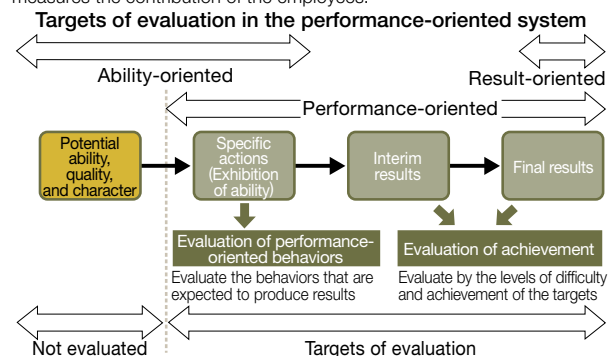 measures the contribution of the employees.
Targets of evaluation in the performance-oriented system
Ability-oriented
Result-oriented
Performance-oriented
Potential
ability,
quality,
and character
Specific
actions
(Exhibition
of ability)
Interim
results
Final results
Evaluation of performance-
oriented behaviors
Evaluate the behaviors that are
expected to produce results
Evaluation of achievement
Evaluate by the levels of difficulty
and achievement of the targets
Not evaluated
Targets of evaluation